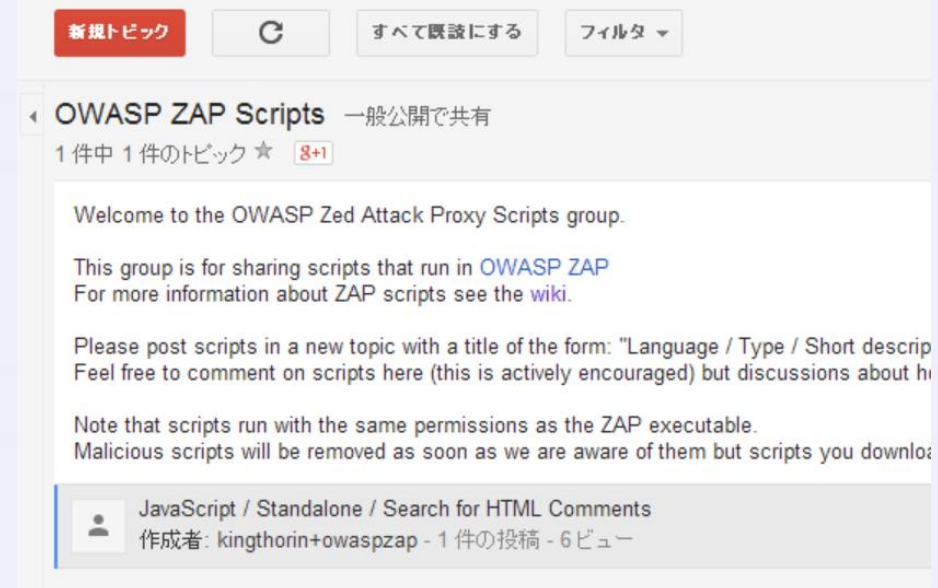 新規トピック すべて既読にする フィルタ
OWASP ZAP Scripts 一般公開で共有
1 件中 1 件のトピック g+1
Welcome to the OWASP Zed Attack Proxy Scripts group.
This group is for sharing scripts that run in OWASP ZAP
For more information about ZAP scripts see the wiki.
Please post scripts in a new topic with a title of the form: "Language / Type / Short descrip
Feel free to comment on scripts here (this is actively encouraged) but discussions about h
Note that scripts run with the same permissions as the ZAP executable.
Malicious scripts will be removed as soon as we are aware of them but scripts you downloa
JavaScript / Standalone / Search for HTML Comments
作成者: kingthorin+owaspzap - 1 件の投稿 - 6 ビュー